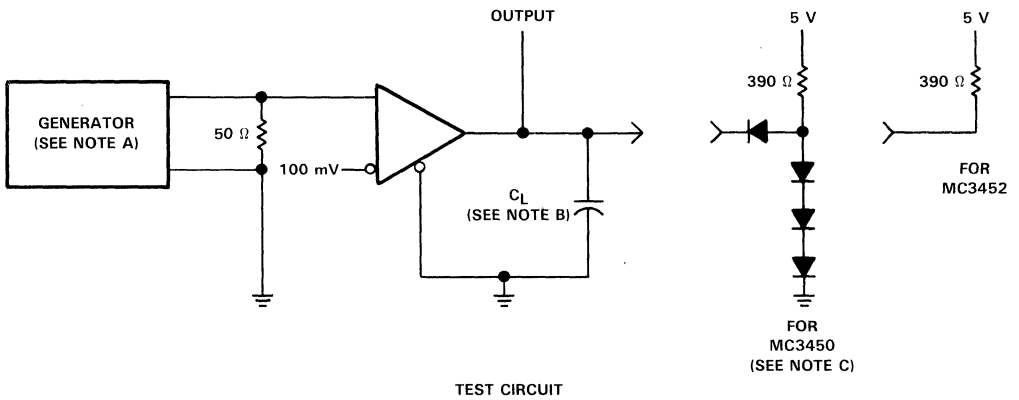 OUTPUT
5 V
5 V
390 Ω
390 Ω
GENERATOR
(SEE NOTE A)
50 Ω
100 mV
CL
(SEE NOTE B)
FOR
MC3452
FOR
MC3450
(SEE NOTE C)
TEST CIRCUIT